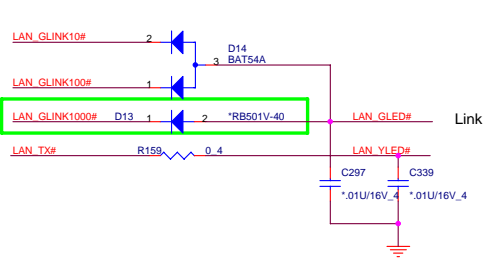 LAN_GLINK10# 2
D14
3 BAT54A
LAN_GLINK100# 1
LAN_GLINK1000# D13 1 2 *RB501V-40 LAN_GLED# Link
LAN_TX# R159 0_4 LAN_YLED#
C297 C339
*.01U/16V_4 *.01U/16V_4